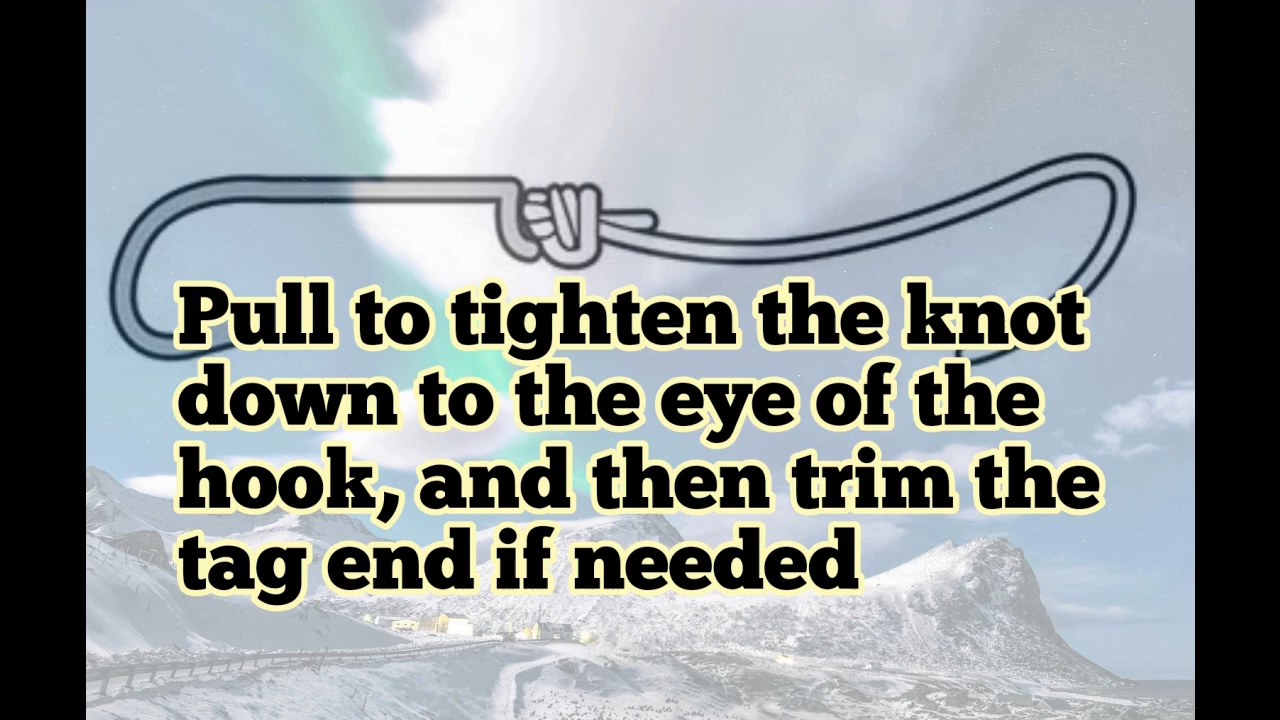 Pull to tighten the knot
down to the eye of the
hook, and then trim the
tag end if needed